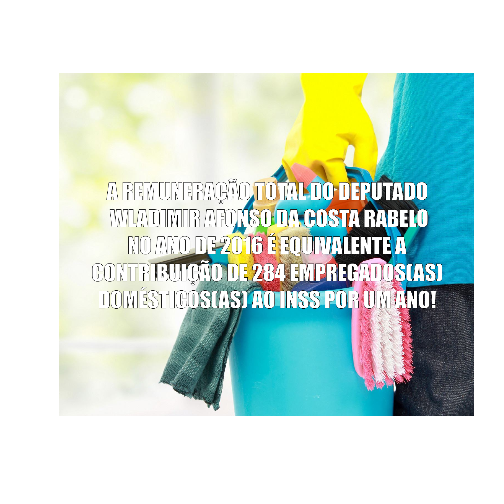 A REMUNERAÇÃO TOTAL DO DEPUTADO
WLADIMIR AFONSO DA COSTA RABELO
NO ANO DE 2016 É EQUIVALENTE A
CONTRIBUIÇÃO DE 284 EMPREGADOS(AS)
DOMÉSTICOS(AS) AO INSS POR UM ANO!